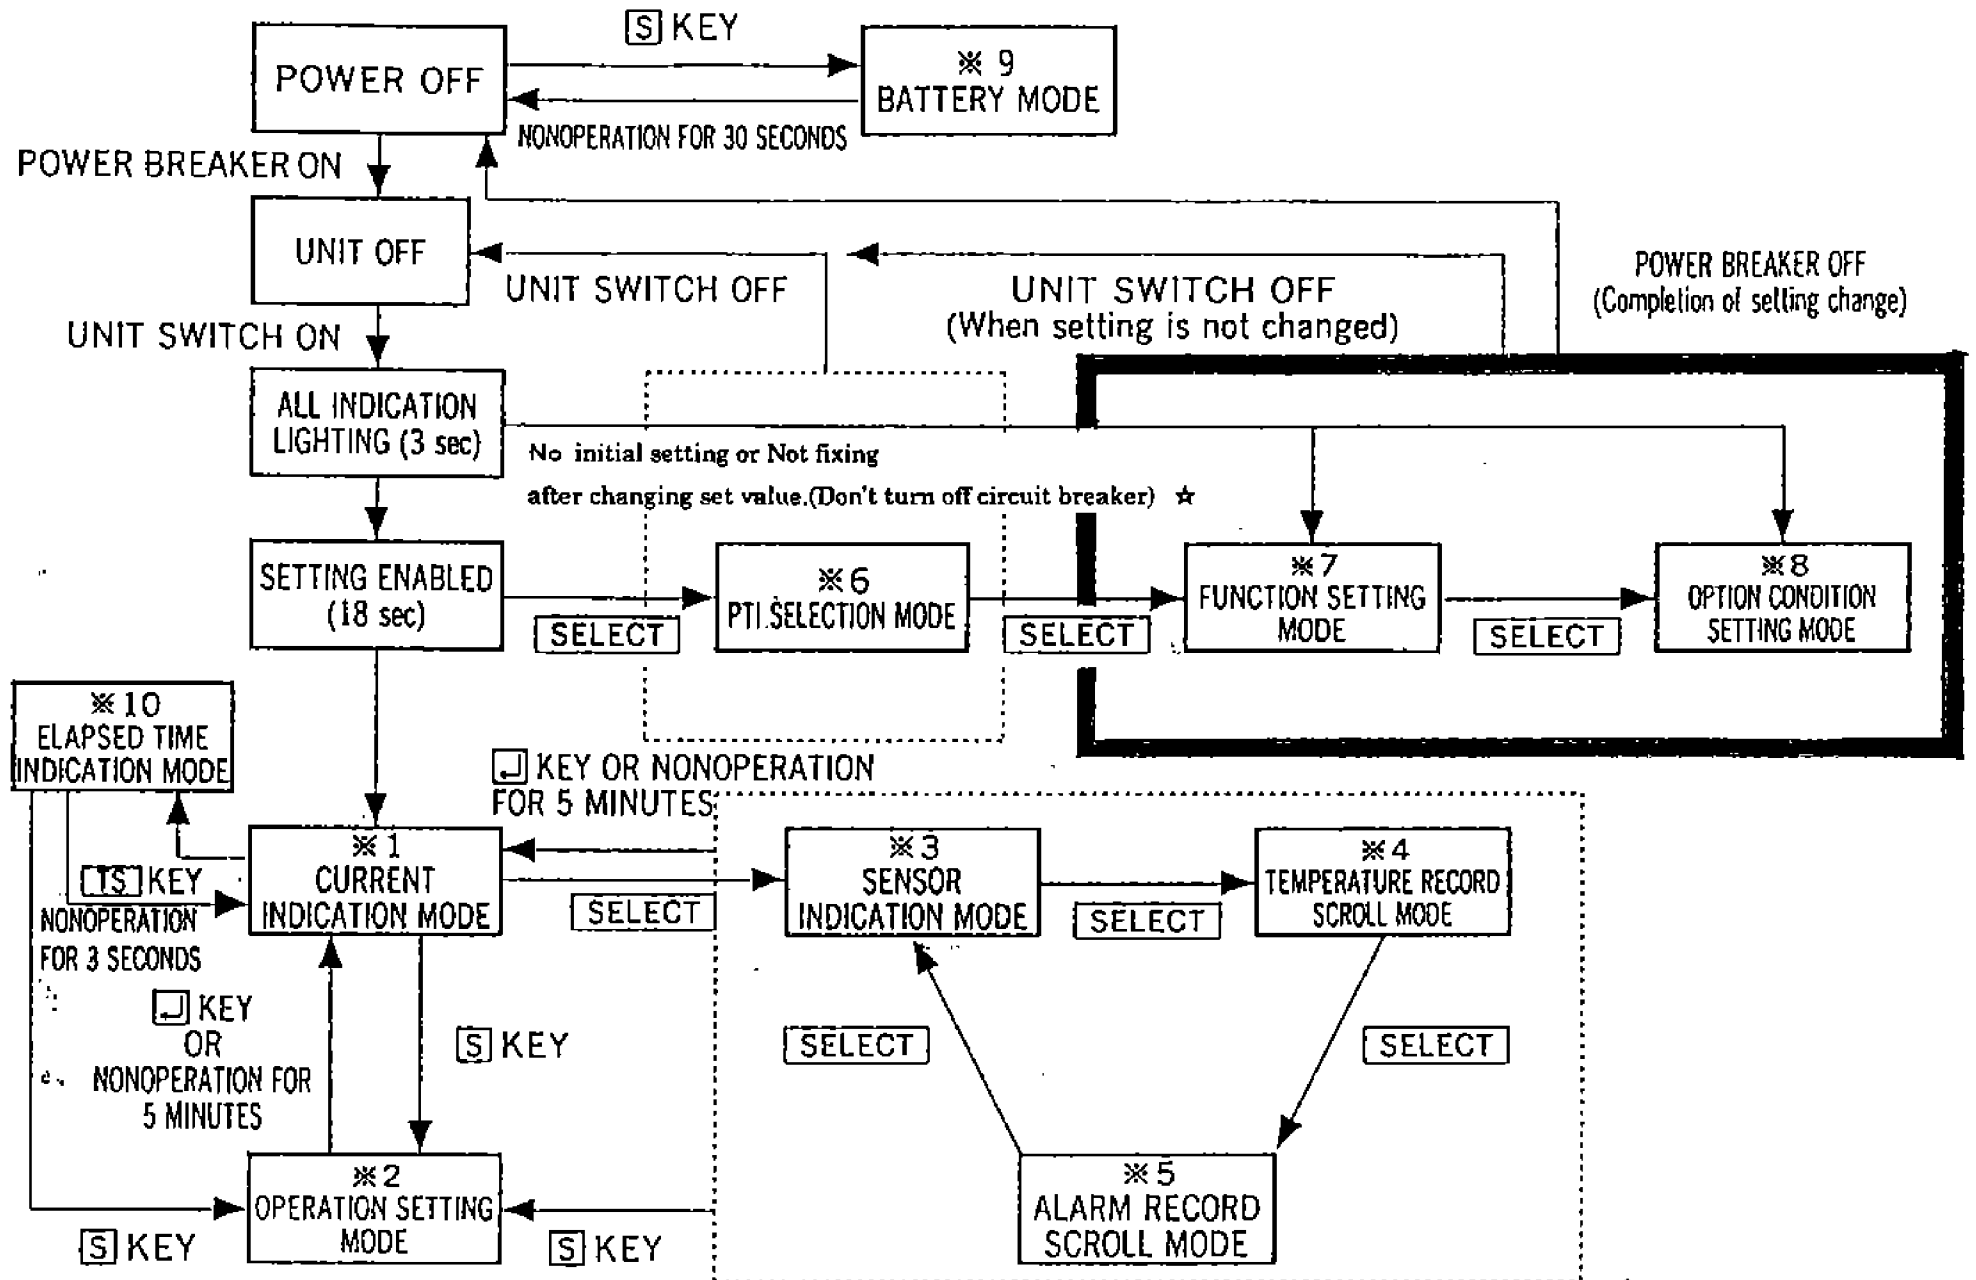 S KEY
POWER OFF
※9
BATTERY MODE
NONOPERATION FOR 30 SECONDS
POWER BREAKER ON
UNIT OFF
UNIT SWITCH OFF
UNIT SWITCH OFF
(When setting is not changed)
POWER BREAKER OFF
(Completion of setting change)
UNIT SWITCH ON
ALL INDICATION
LIGHTING (3 sec)
No initial setting or Not fixing
after changing set value.(Don't turn off circuit breaker) ☆
SETTING ENABLED
(18 sec)
SELECT
※6
PTI.SELECTION MODE
SELECT
※7
FUNCTION SETTING
MODE
SELECT
※8
OPTION CONDITION
SETTING MODE
※10
ELAPSED TIME
INDICATION MODE
↵ KEY OR NONOPERATION
FOR 5 MINUTES
※1
CURRENT
INDICATION MODE
TS KEY
NONOPERATION
FOR 3 SECONDS
SELECT
※3
SENSOR
INDICATION MODE
SELECT
※4
TEMPERATURE RECORD
SCROLL MODE
↵ KEY
OR
NONOPERATION FOR
5 MINUTES
S KEY
SELECT
SELECT
※2
OPERATION SETTING
MODE
S KEY
S KEY
※5
ALARM RECORD
SCROLL MODE